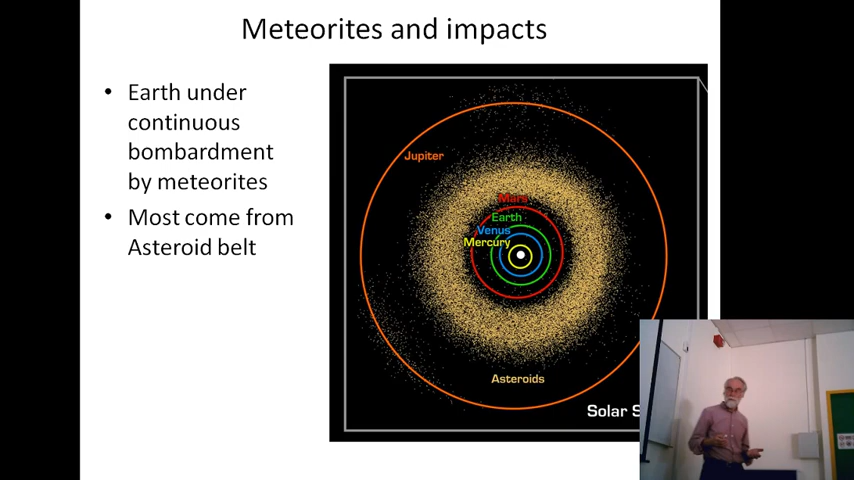 Meteorites and impacts
• Earth under
continuous
bombardment
by meteorites
• Most come from
Asteroid belt
Jupiter
Mars
Earth
Venus
Mercury
Asteroids
Solar S